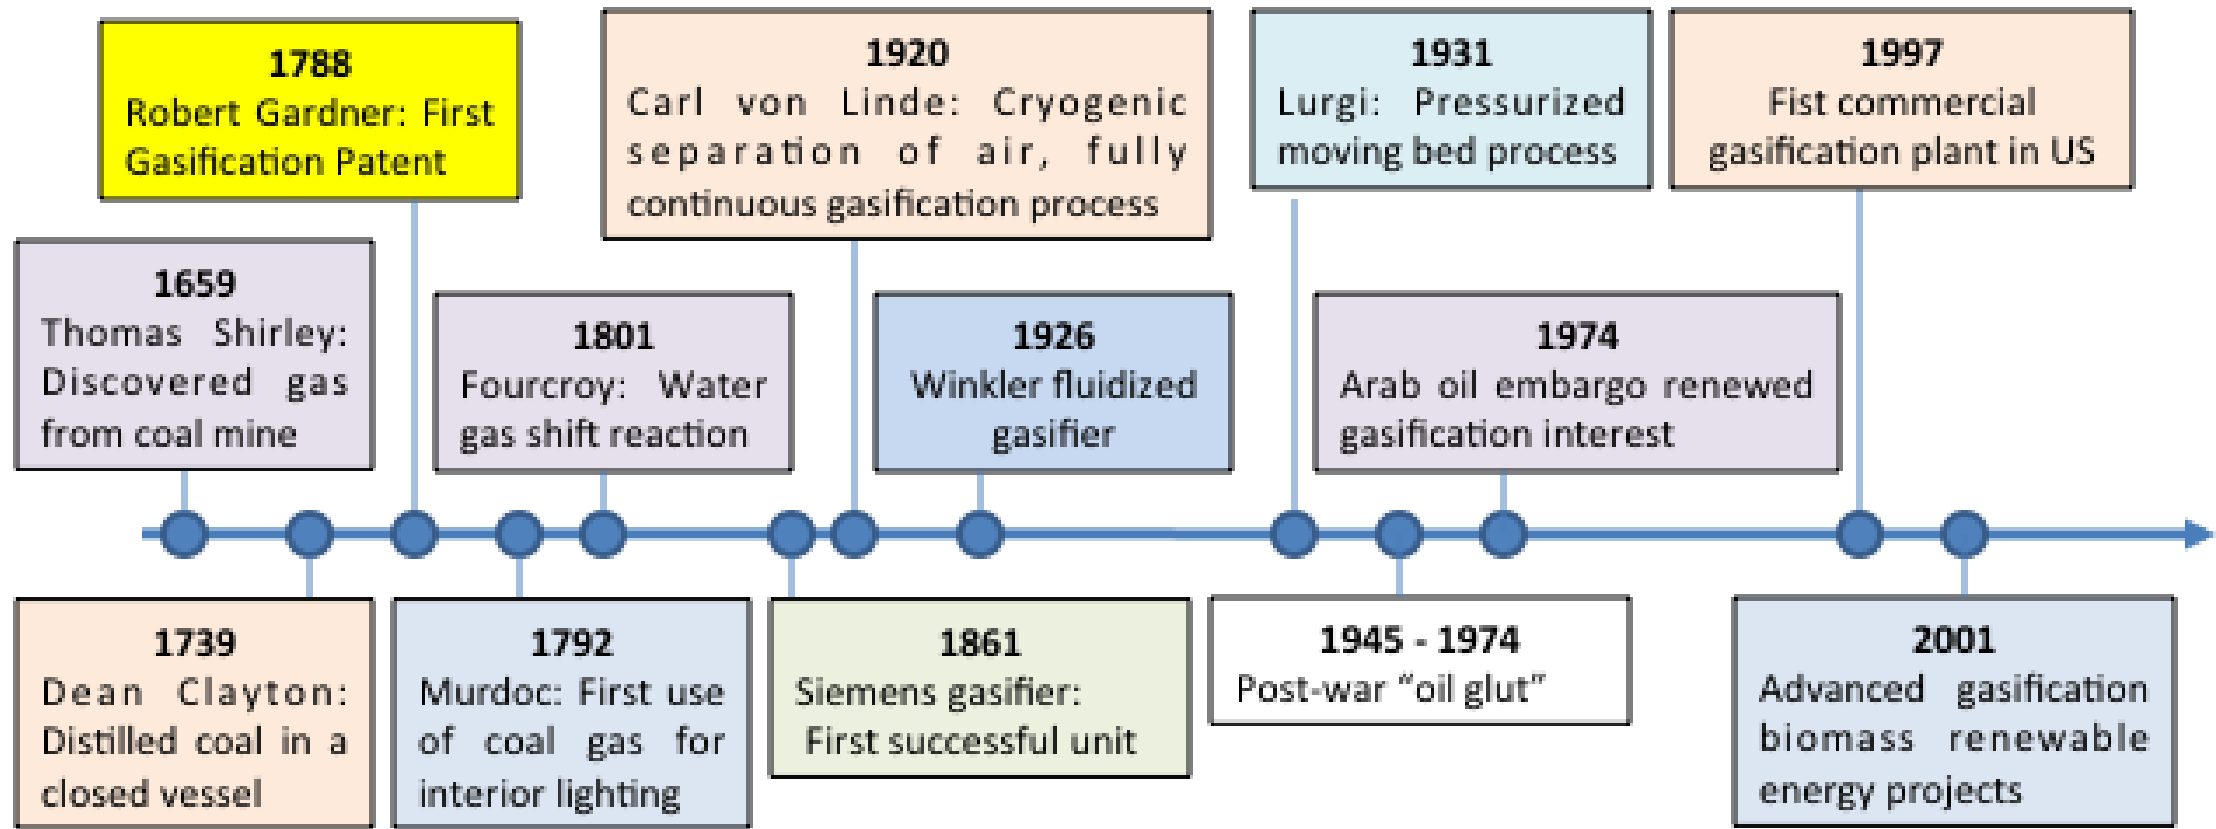 1788
Robert Gardner: First
Gasification Patent
1920
Carl von Linde: Cryogenic
separation of air, fully
continuous gasification process
1931
Lurgi: Pressurized
moving bed process
1997
Fist commercial
gasification plant in US
1659
Thomas Shirley:
Discovered gas
from coal mine
1801
Fourcroy: Water
gas shift reaction
1926
Winkler fluidized
gasifier
1974
Arab oil embargo renewed
gasification interest
1739
Dean Clayton:
Distilled coal in a
closed vessel
1792
Murdoc: First use
of coal gas for
interior lighting
1861
Siemens gasifier:
First successful unit
1945 - 1974
Post-war “oil glut”
2001
Advanced gasification
biomass renewable
energy projects